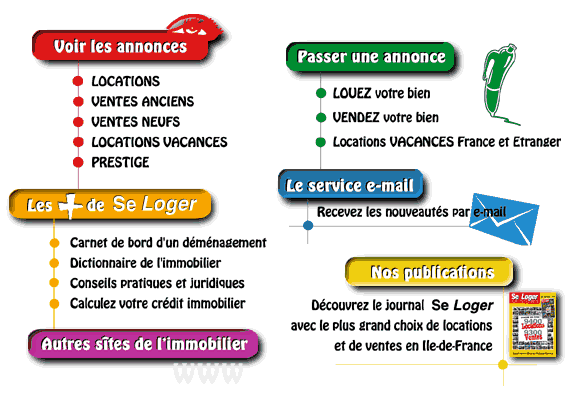 Voir les annonces
LOCATIONS
VENTES ANCIENS
VENTES NEUFS
LOCATIONS VACANCES
PRESTIGE
Les + de Se Loger
Carnet de bord d'un déménagement
Dictionnaire de l'immobilier
Conseils pratiques et juridiques
Calculez votre crédit immobilier
Autres sîtes de l'immobilier
www
Passer une annonce
LOUEZ votre bien
VENDEZ votre bien
Locations VACANCES France et Etranger
Le service e-mail
Recevez les nouveautés par e-mail
Nos publications
Découvrez le journal Se Loger
avec le plus grand choix de locations
et de ventes en Ile-de-France
Se Loger
9400
Locations
9300
Ventes